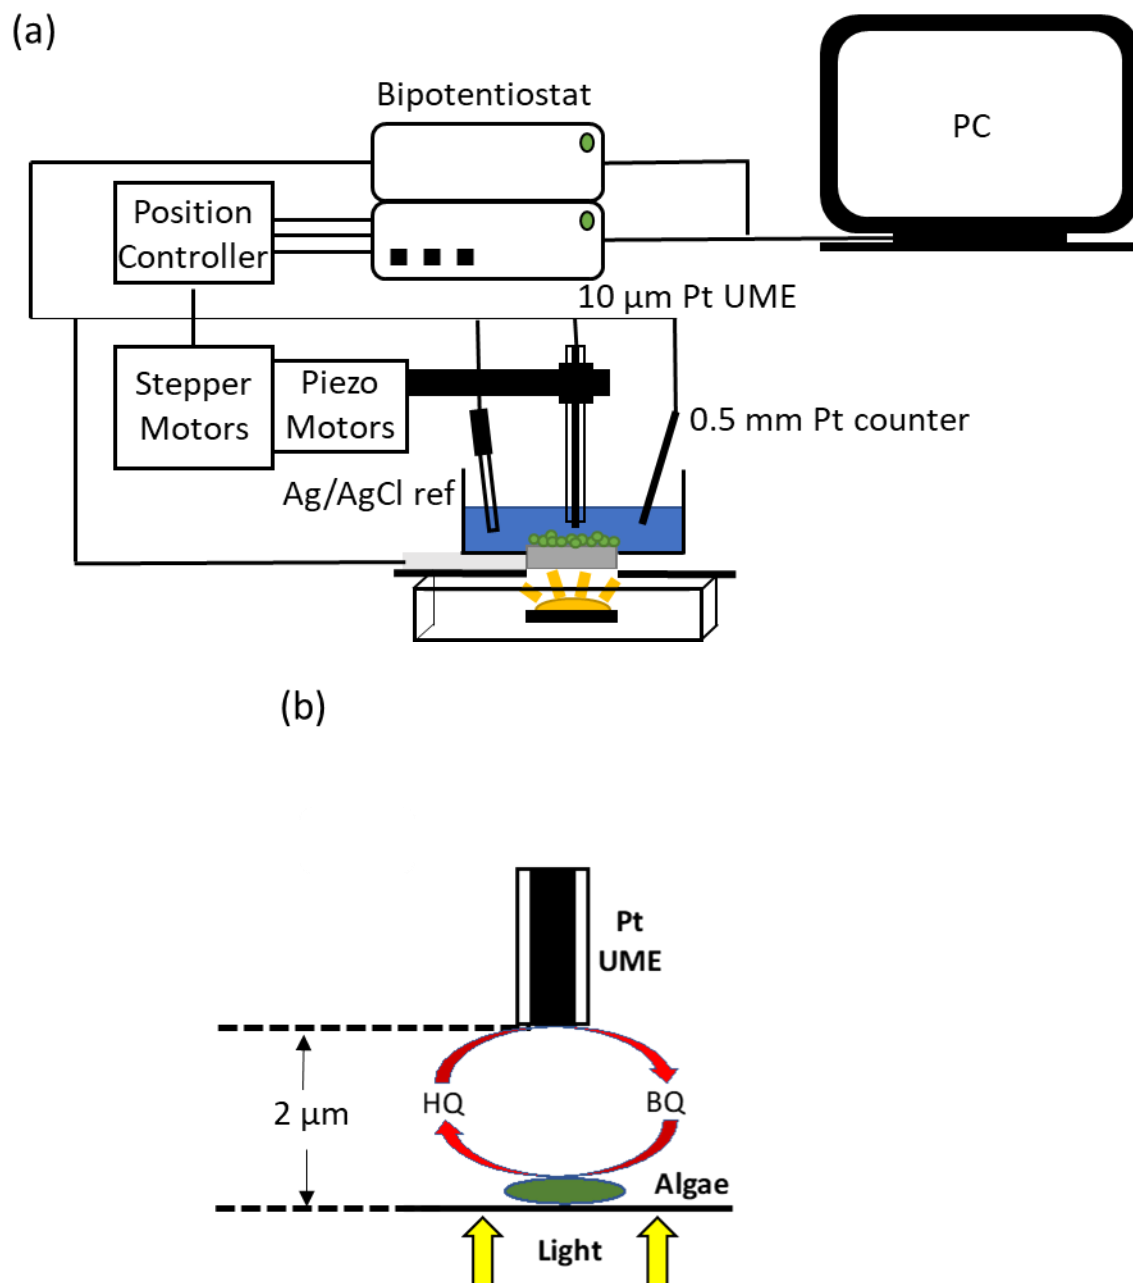 (a)
Bipotentiostat
PC
Position
Controller
10 µm Pt UME
Stepper
Motors
Piezo
Motors
0.5 mm Pt counter
Ag/AgCl ref
(b)
Pt
UME
HQ
BQ
2 µm
Algae
Light